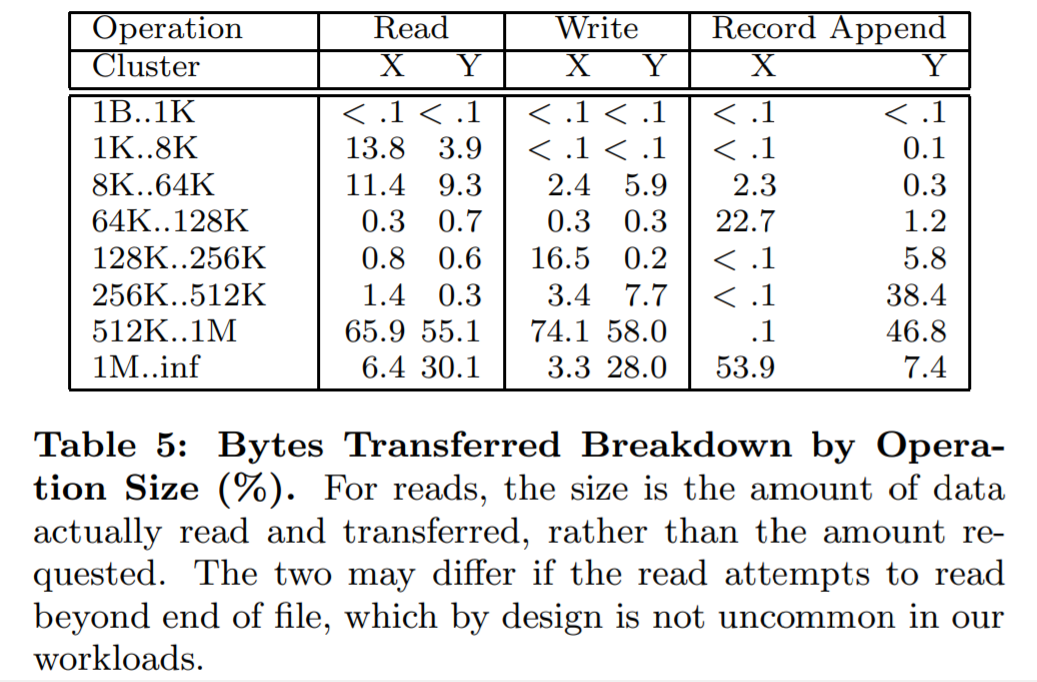 Operation Read Write Record Append
Cluster X Y X Y X Y
1B..1K < .1 < .1 < .1 < .1 < .1 < .1
1K..8K 13.8 3.9 < .1 < .1 < .1 0.1
8K..64K 11.4 9.3 2.4 5.9 2.3 0.3
64K..128K 0.3 0.7 0.3 0.3 22.7 1.2
128K..256K 0.8 0.6 16.5 0.2 < .1 5.8
256K..512K 1.4 0.3 3.4 7.7 < .1 38.4
512K..1M 65.9 55.1 74.1 58.0 .1 46.8
1M..inf 6.4 30.1 3.3 28.0 53.9 7.4
Table 5: Bytes Transferred Breakdown by Opera-
tion Size (%). For reads, the size is the amount of data
actually read and transferred, rather than the amount re-
quested. The two may differ if the read attempts to read
beyond end of file, which by design is not uncommon in our
workloads.